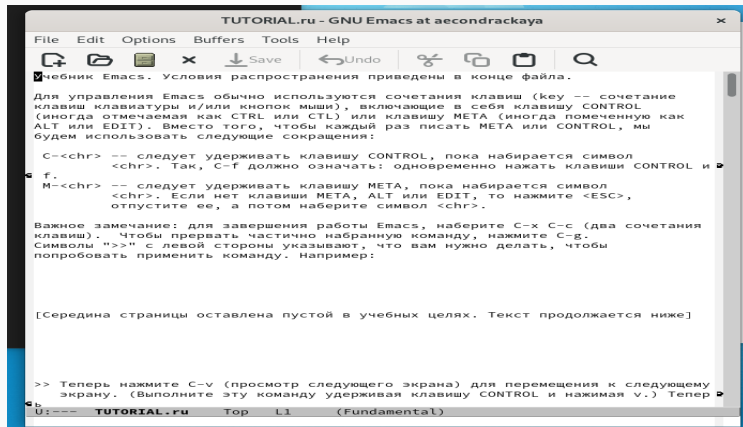 TUTORIAL.ru - GNU Emacs at aecondrackaya
File Edit Options Buffers Tools Help
Save Undo
Учебник Emacs. Условия распространения приведены в конце файла.
Для управления Emacs обычно используются сочетания клавиш (key -- сочетание
клавиш клавиатуры и/или кнопок мыши), включающие в себя клавишу CONTROL
(иногда отмечаемая как CTRL или CTL) или клавишу META (иногда помеченную как
ALT или EDIT). Вместо того, чтобы каждый раз писать META или CONTROL, мы
будем использовать следующие сокращения:
C-<chr> -- следует удерживать клавишу CONTROL, пока набирается символ
<chr>. Так, C-f должно означать: одновременно нажать клавиши CONTROL и
f.
M-<chr> -- следует удерживать клавишу META, пока набирается символ
<chr>. Если нет клавиши META, ALT или EDIT, то нажмите <ESC>,
отпустите ее, а потом наберите символ <chr>.
Важное замечание: для завершения работы Emacs, наберите C-x C-c (два сочетания
клавиш). Чтобы прервать частично набранную команду, нажмите C-g.
Символы ">>" с левой стороны указывают, что вам нужно делать, чтобы
попробовать применить команду. Например:
[Середина страницы оставлена пустой в учебных целях. Текст продолжается ниже]
>> Теперь нажмите C-v (просмотр следующего экрана) для перемещения к следующему
экрану. (Выполните эту команду удерживая клавишу CONTROL и нажимая v.) Тепер
ь
U:--- TUTORIAL.ru Top L1 (Fundamental)